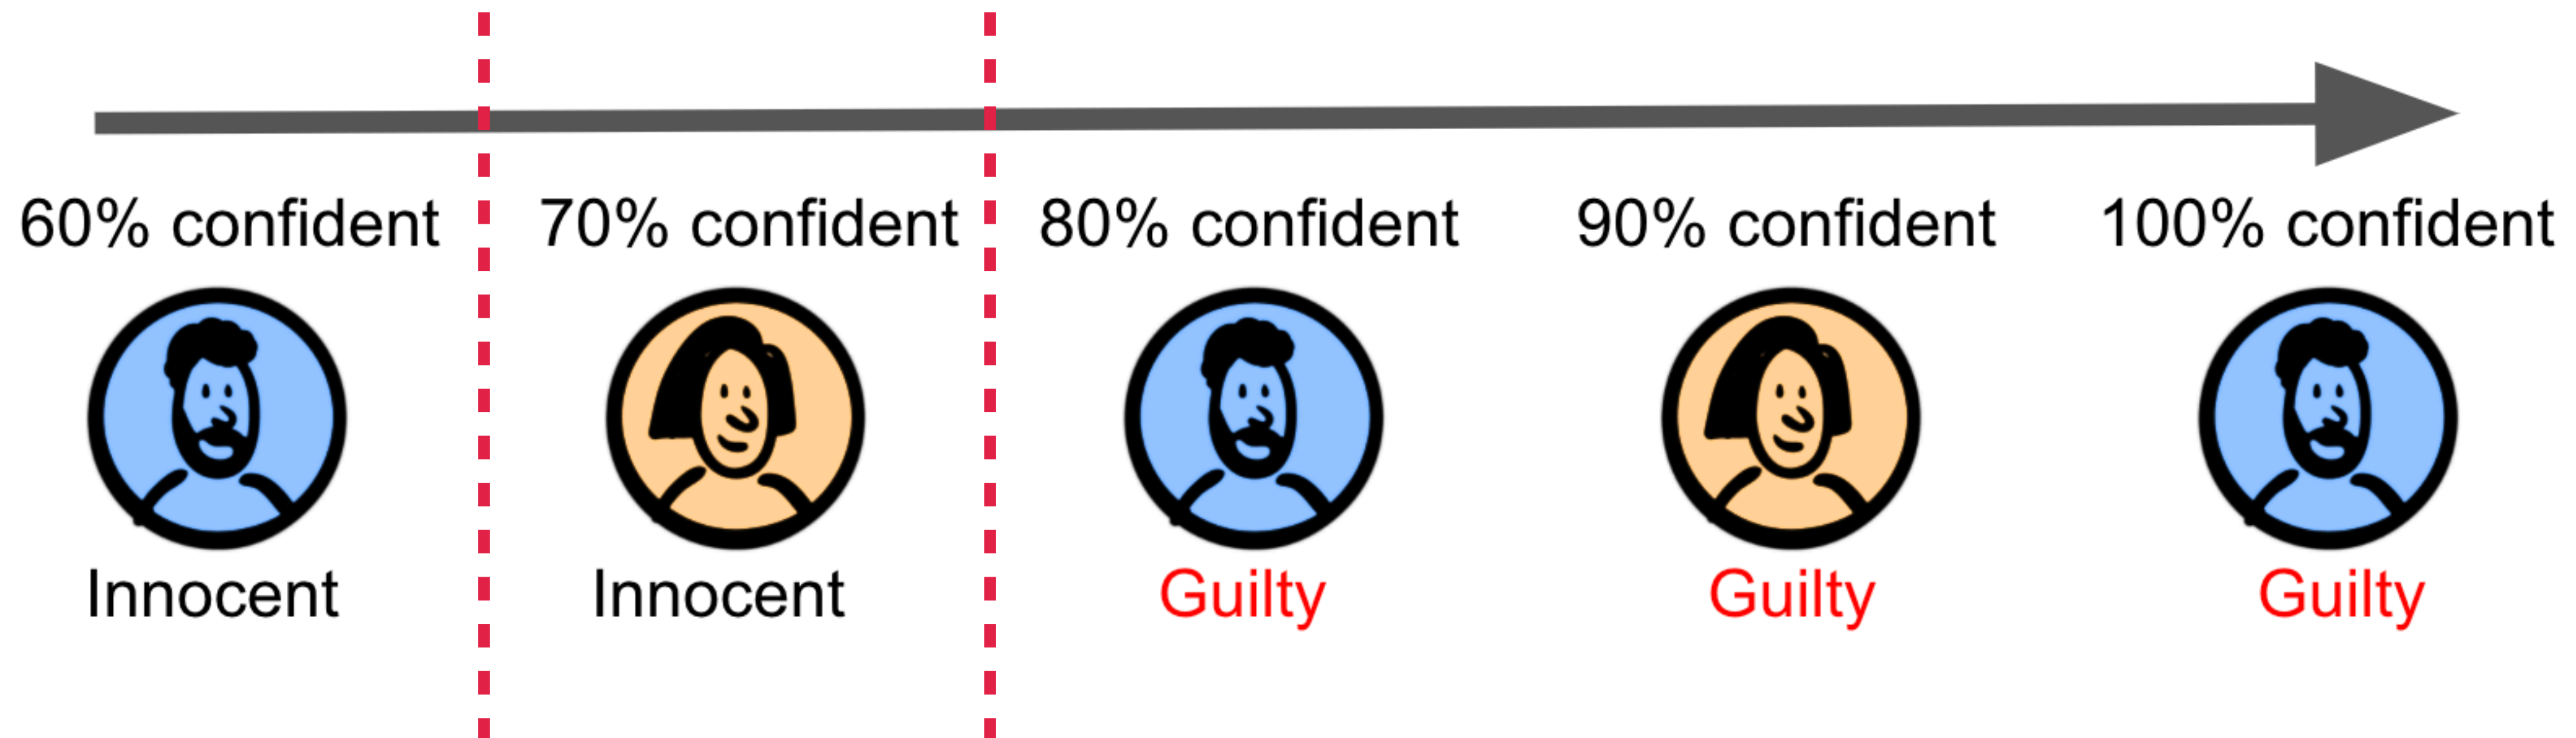 60% confident
70% confident
80% confident
90% confident
100% confident
Innocent
Innocent
Guilty
Guilty
Guilty